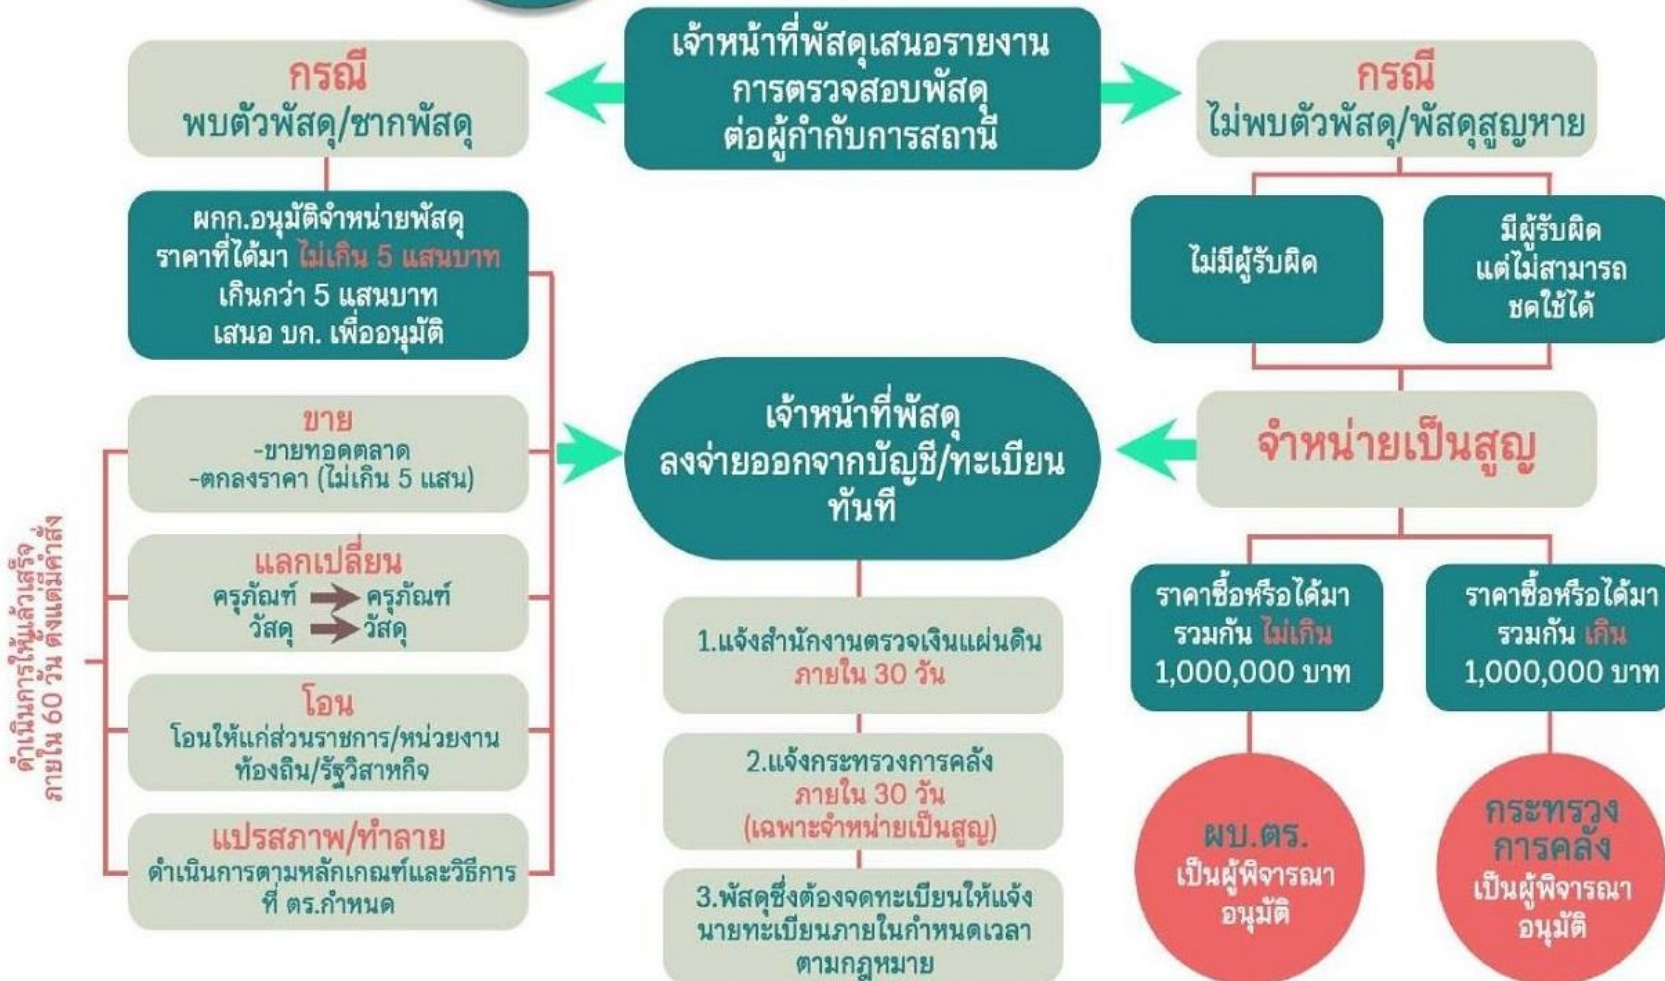 เจ้าหน้าที่พัสดุเสนอรายงาน
การตรวจสอบพัสดุ
ต่อผู้กำกับการสถานี
กรณี
พบตัวพัสดุ/ซากพัสดุ
ผกก.อนุมัติจำหน่ายพัสดุ
ราคาที่ได้มา ไม่เกิน 5 แสนบาท
เกินกว่า 5 แสนบาท
เสนอ บก. เพื่ออนุมัติ
ดำเนินการให้แล้วเสร็จ
ภายใน 60 วัน ตั้งแต่มีคำสั่ง
ขาย
-ขายทอดตลาด
-ตกลงราคา (ไม่เกิน 5 แสน)
แลกเปลี่ยน
ครุภัณฑ์ ครุภัณฑ์
วัสดุ วัสดุ
โอน
โอนให้แก่ส่วนราชการ/หน่วยงาน
ท้องถิ่น/รัฐวิสาหกิจ
แปรสภาพ/ทำลาย
ดำเนินการตามหลักเกณฑ์และวิธีการ
ที่ ตร.กำหนด
เจ้าหน้าที่พัสดุ
ลงจ่ายออกจากบัญชี/ทะเบียน
ทันที
1.แจ้งสำนักงานตรวจเงินแผ่นดิน
ภายใน 30 วัน
2.แจ้งกระทรวงการคลัง
ภายใน 30 วัน
(เฉพาะจำหน่ายเป็นสูญ)
3.พัสดุซึ่งต้องจดทะเบียนให้แจ้ง
นายทะเบียนภายในกำหนดเวลา
ตามกฎหมาย
กรณี
ไม่พบตัวพัสดุ/พัสดุสูญหาย
ไม่มีผู้รับผิด
มีผู้รับผิด
แต่ไม่สามารถ
ชดใช้ได้
จำหน่ายเป็นสูญ
ราคาซื้อหรือได้มา
รวมกัน ไม่เกิน
1,000,000 บาท
ราคาซื้อหรือได้มา
รวมกัน เกิน
1,000,000 บาท
ผบ.ตร.
เป็นผู้พิจารณา
อนุมัติ
กระทรวง
การคลัง
เป็นผู้พิจารณา
อนุมัติ